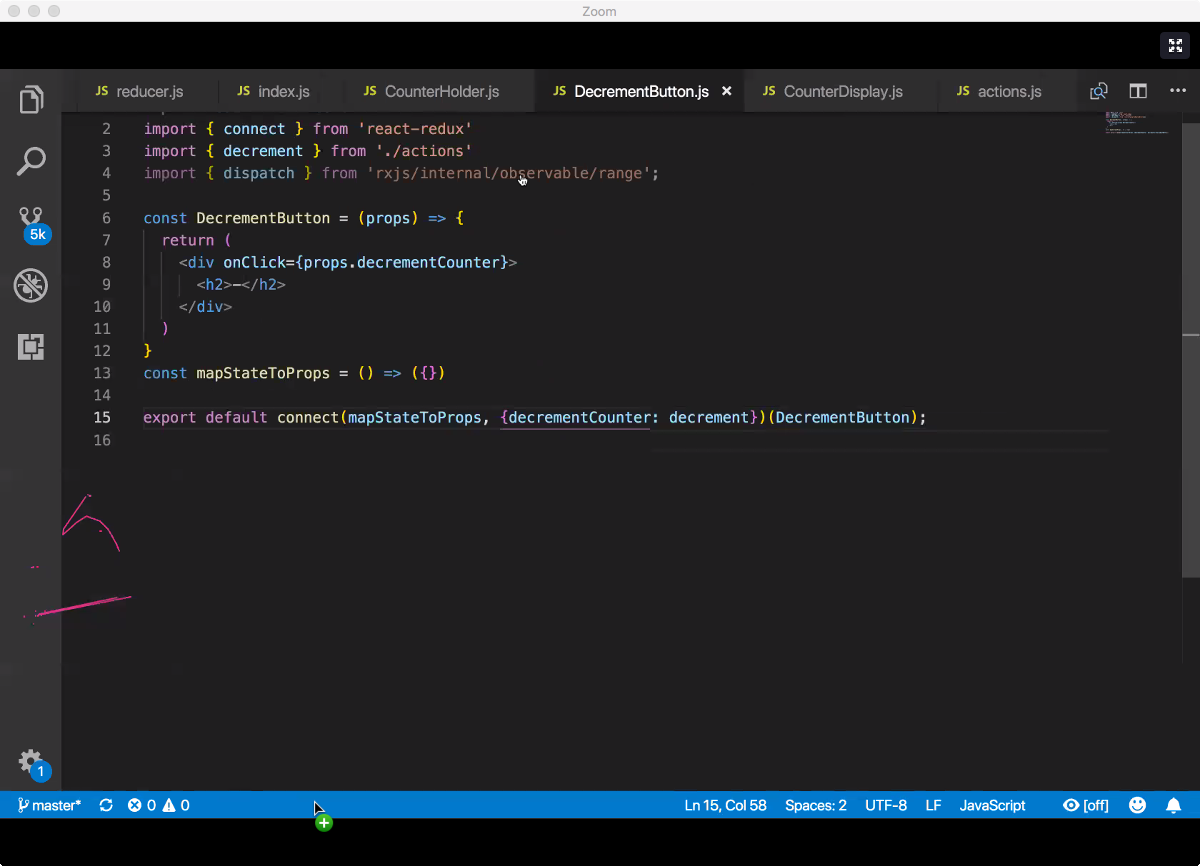 Zoom
JS reducer.js JS index.js JS CounterHolder.js JS DecrementButton.js × JS CounterDisplay.js JS actions.js
2 import { connect } from 'react-redux'
3 import { decrement } from './actions'
4 import { dispatch } from 'rxjs/internal/observable/range';
5
6 const DecrementButton = (props) => {
7 return (
8 <div onClick={props.decrementCounter}>
9 <h2>-</h2>
10 </div>
11 )
12 }
13 const mapStateToProps = () => ({})
14
15 export default connect(mapStateToProps, {decrementCounter: decrement})(DecrementButton);
16
5k
1
master* 0 0 Ln 15, Col 58 Spaces: 2 UTF-8 LF JavaScript [off]